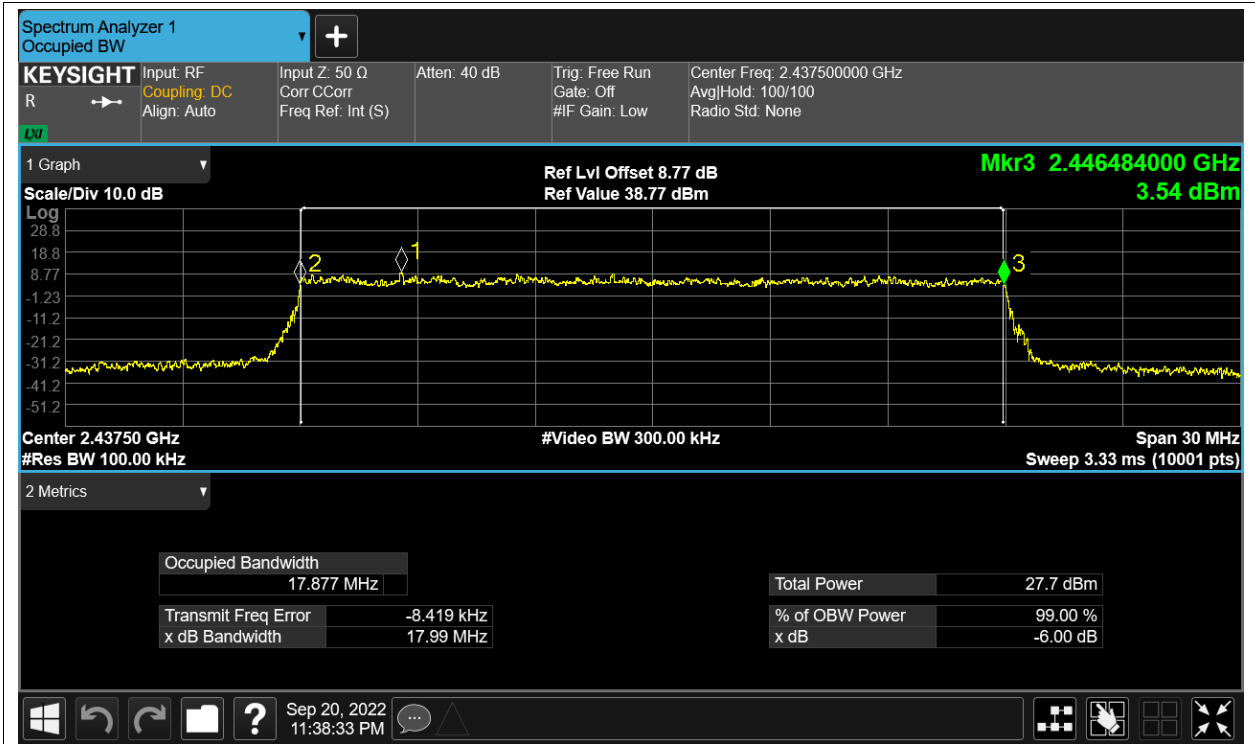 Spectrum Analyzer 1
Occupied BW
KEYSIGHT
R
LXI
Input: RF
Coupling: DC
Align: Auto
Input Z: 50 Ω
Corr CCorr
Freq Ref: Int (S)
Atten: 40 dB
Trig: Free Run
Gate: Off
#IF Gain: Low
Center Freq: 2.437500000 GHz
Avg|Hold: 100/100
Radio Std: None
1 Graph
Scale/Div 10.0 dB
Ref Lvl Offset 8.77 dB
Ref Value 38.77 dBm
Mkr3 2.446484000 GHz
3.54 dBm
Log
28.8
18.8
8.77
-1.23
-11.2
-21.2
-31.2
-41.2
-51.2
2
1
3
Center 2.43750 GHz
#Video BW 300.00 kHz
Span 30 MHz
#Res BW 100.00 kHz
Sweep 3.33 ms (10001 pts)
2 Metrics
Occupied Bandwidth
17.877 MHz
Transmit Freq Error -8.419 kHz
x dB Bandwidth 17.99 MHz
Total Power 27.7 dBm
% of OBW Power 99.00 %
x dB -6.00 dB
?
Sep 20, 2022
11:38:33 PM